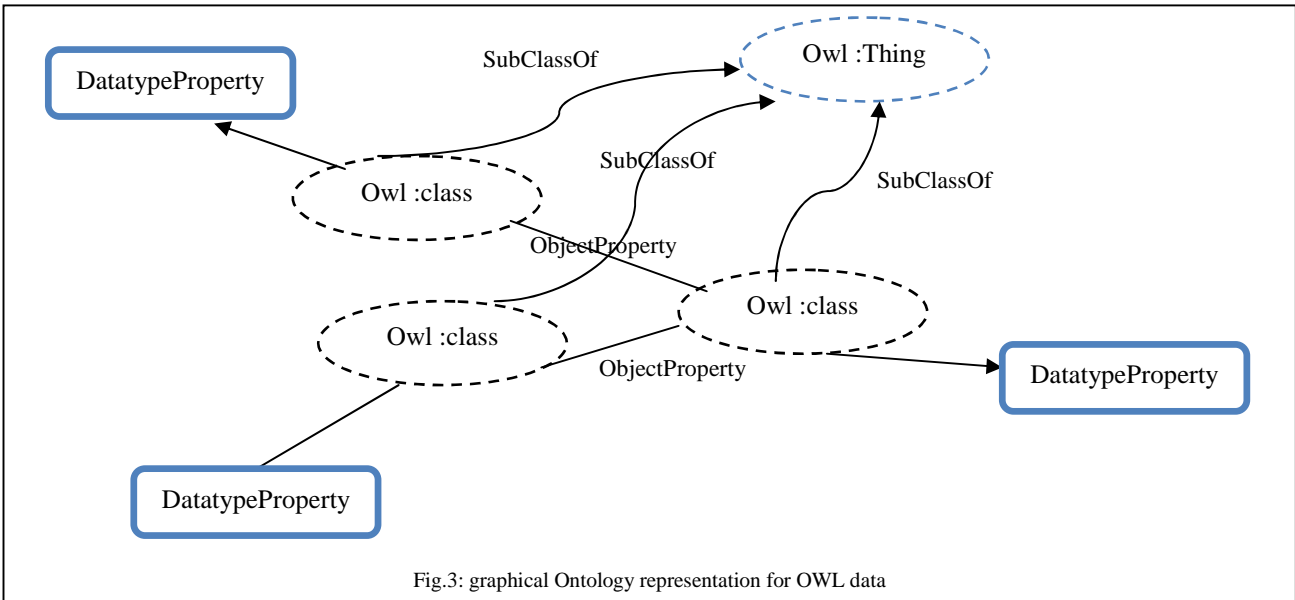 Owl :Thing
SubClassOf
DatatypeProperty
SubClassOf
SubClassOf
Owl :class
ObjectProperty
Owl :class
Owl :class
ObjectProperty
DatatypeProperty
DatatypeProperty
Fig.3: graphical Ontology representation for OWL data